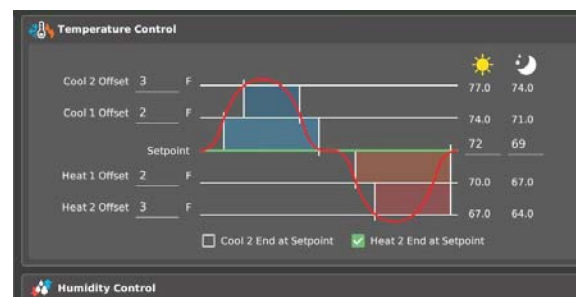 Temperature Control
Cool 2 Offset 3 F 77.0 74.0
Cool 1 Offset 2 F 74.0 71.0
Setpoint 72 69
Heat 1 Offset 2 F 70.0 67.0
Heat 2 Offset 3 F 67.0 64.0
Cool 2 End at Setpoint Heat 2 End at Setpoint
Humidity Control